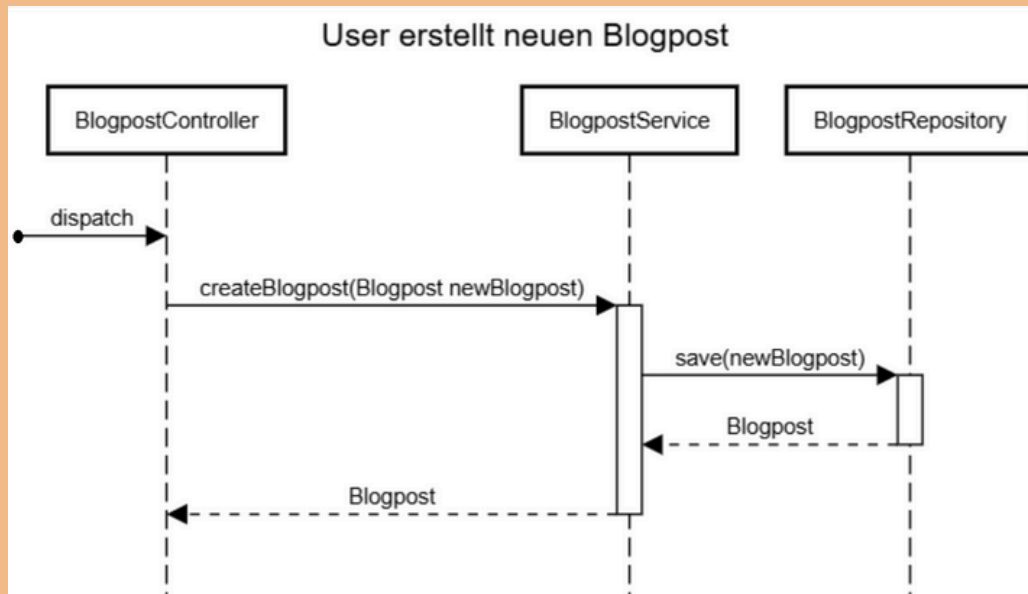 User erstellt neuen Blogpost
BlogpostController
BlogpostService
BlogpostRepository
dispatch
createBlogpost(Blogpost newBlogpost)
save(newBlogpost)
Blogpost
Blogpost